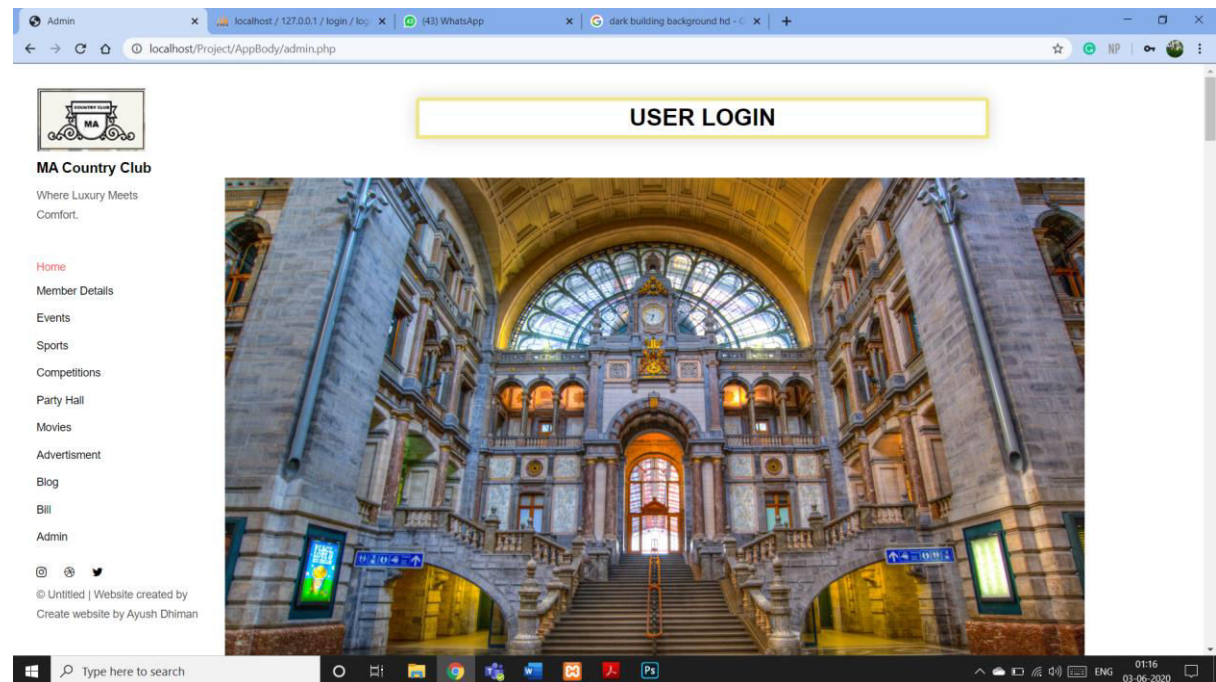 Admin
localhost / 127.0.0.1 / login / log
(43) WhatsApp
dark building background hd - G
localhost/Project/AppBody/admin.php
NP
COUNTRY CLUB
MA
MA Country Club
Where Luxury Meets
Comfort.
Home
Member Details
Events
Sports
Competitions
Party Hall
Movies
Advertisment
Blog
Bill
Admin
© Untitled | Website created by
Create website by Ayush Dhiman
USER LOGIN
Type here to search
ENG
01:16
03-06-2020